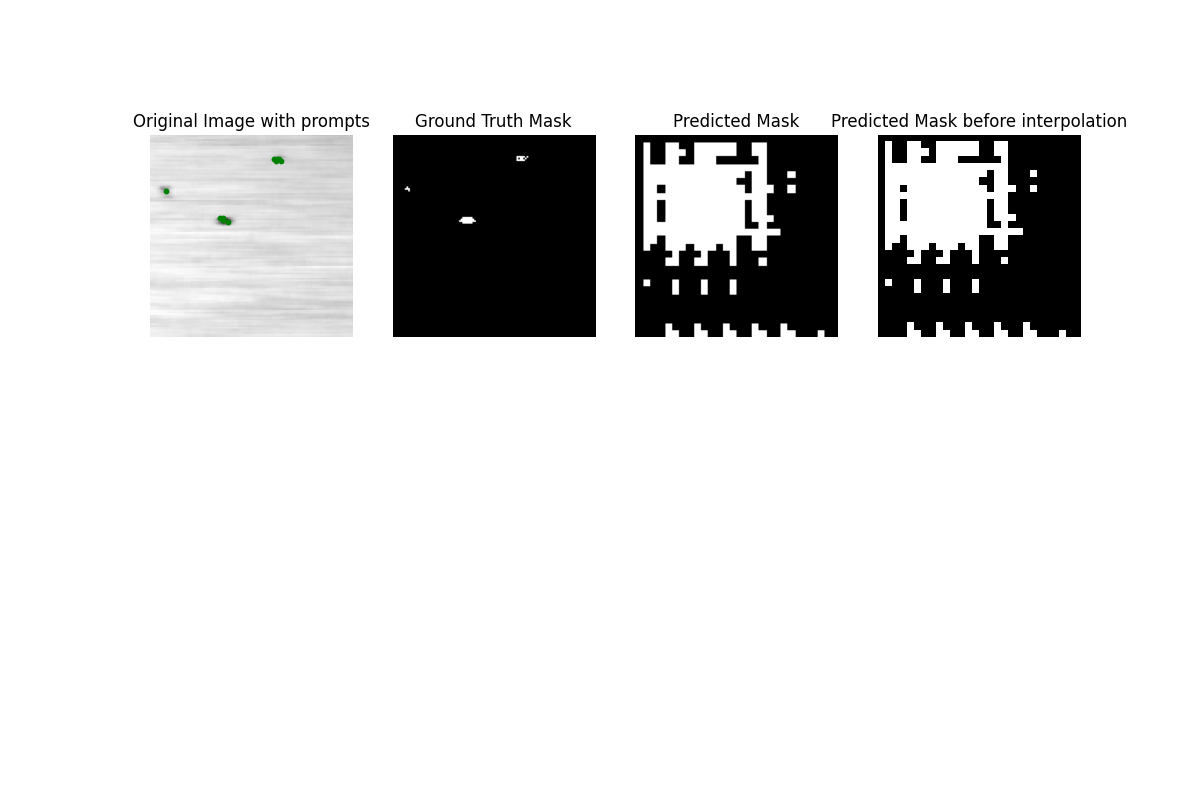 Original Image with prompts
Ground Truth Mask
Predicted Mask
Predicted Mask before interpolation